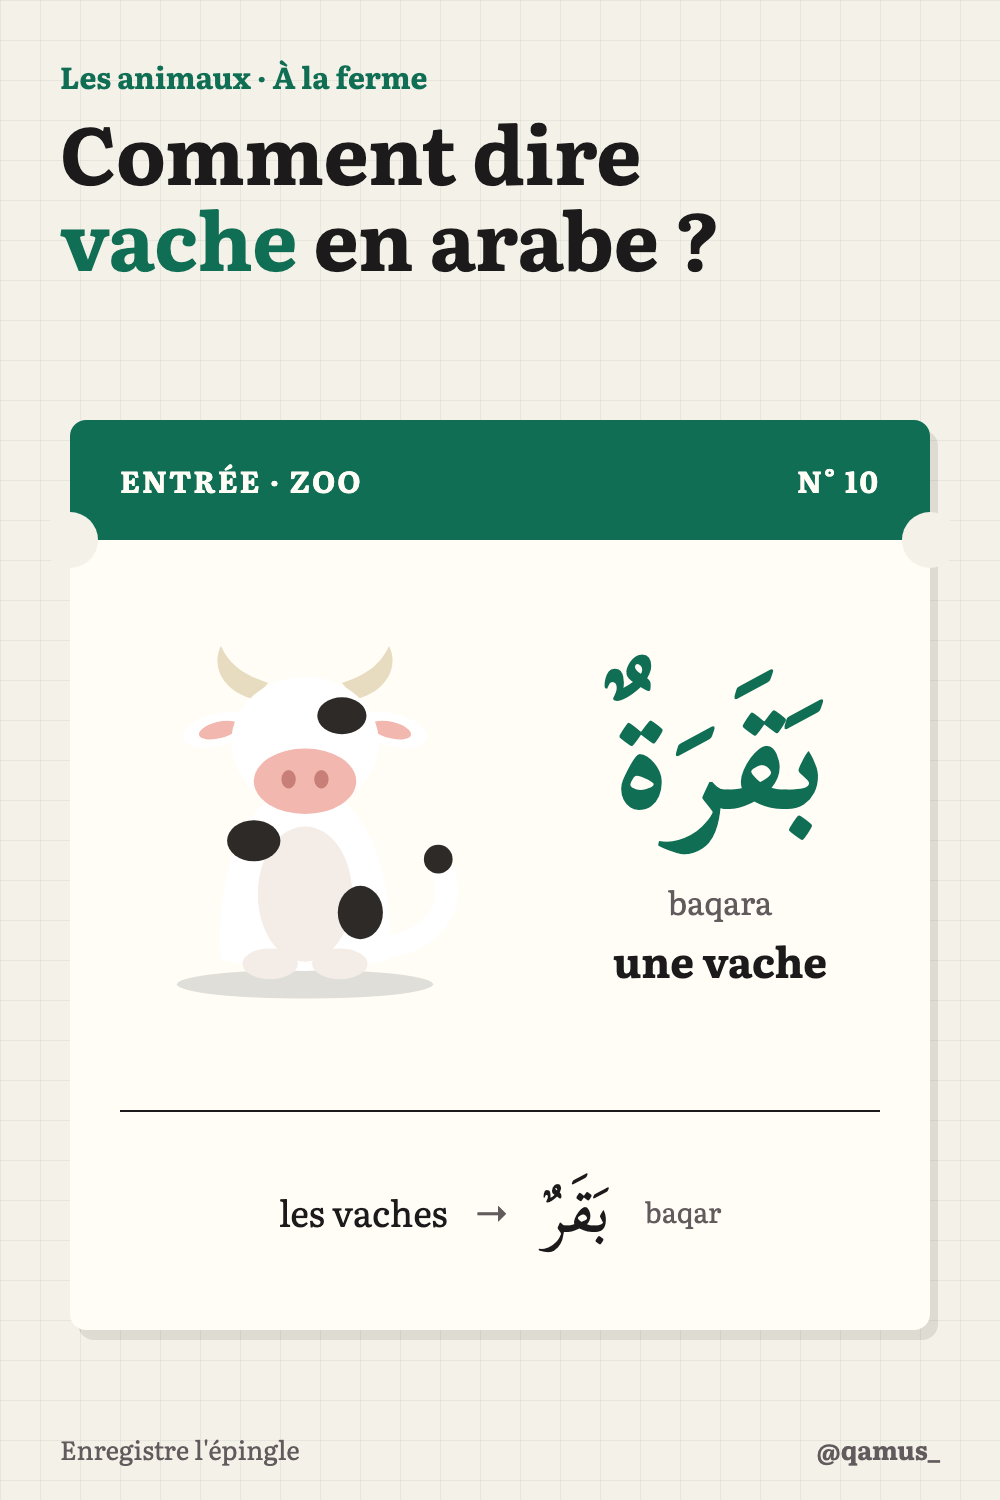 Les animaux · À la ferme
Comment dire
vache en arabe ?
ENTRÉE · ZOO N° 10
بَقَرَةٌ
baqara
une vache
les vaches → بَقَرٌ baqar
Enregistre l'épingle @qamus_